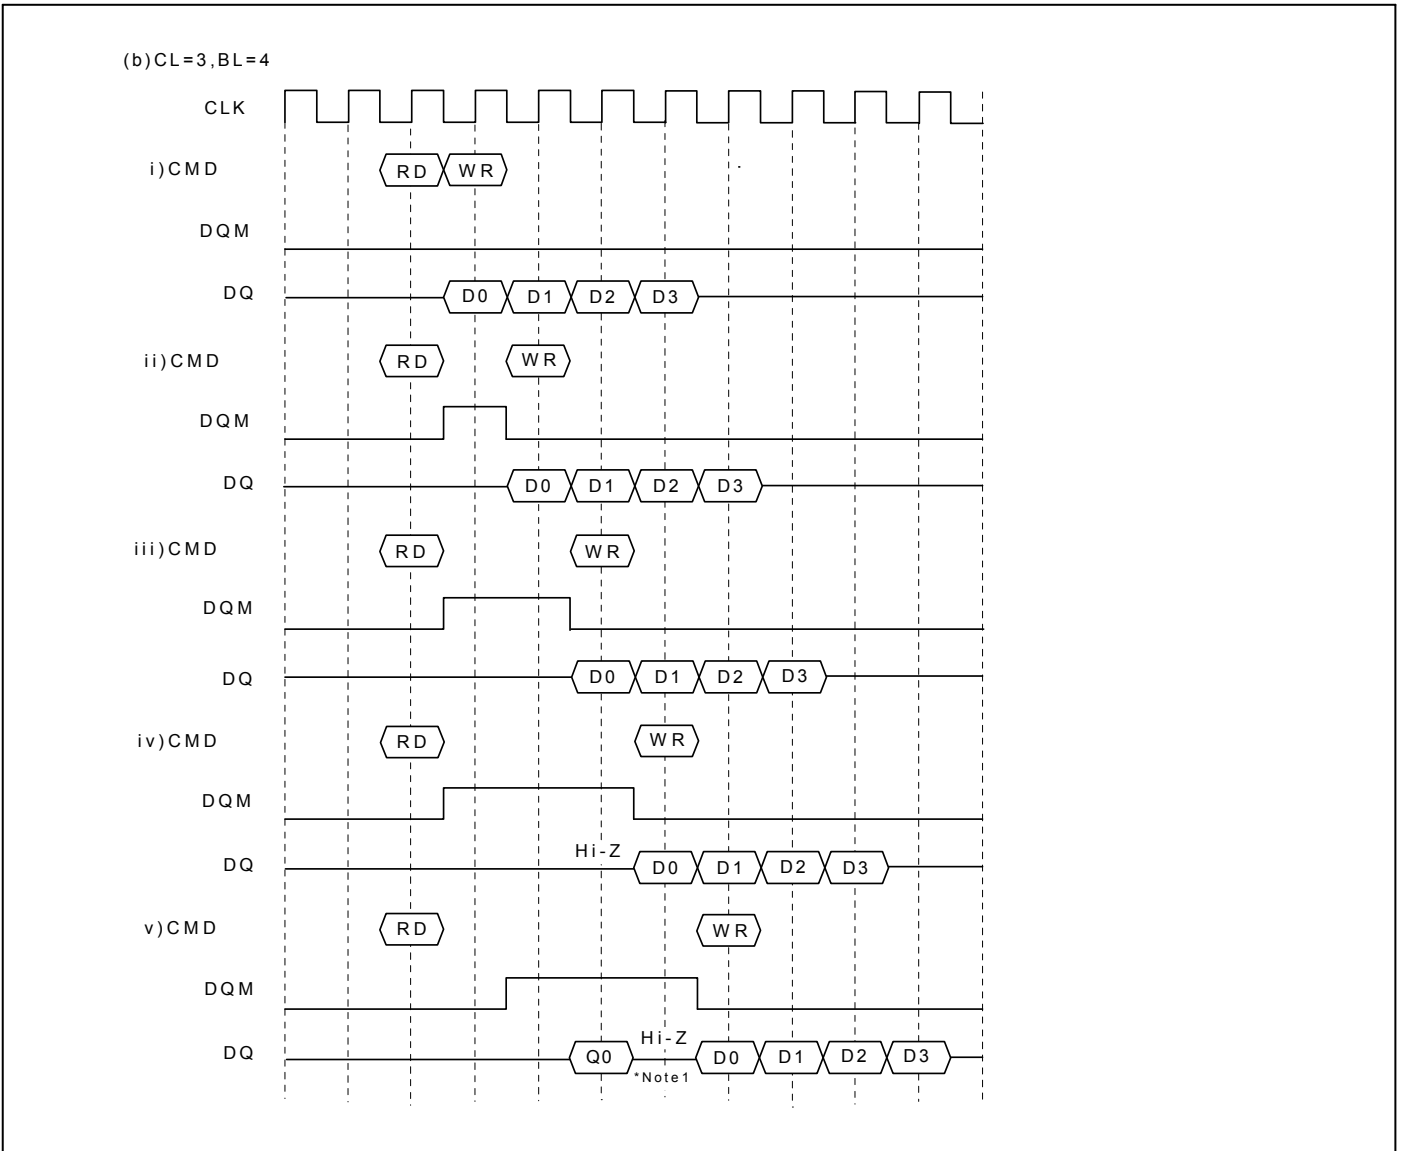 (b)CL=3,BL=4
CLK
i)CMD RD WR
DQM
DQ D0 D1 D2 D3
ii)CMD RD WR
DQM
DQ D0 D1 D2 D3
iii)CMD RD WR
DQM
DQ D0 D1 D2 D3
iv)CMD RD WR
DQM
Hi-Z
DQ D0 D1 D2 D3
v)CMD RD WR
DQM
Hi-Z
DQ Q0 D0 D1 D2 D3
*Note1